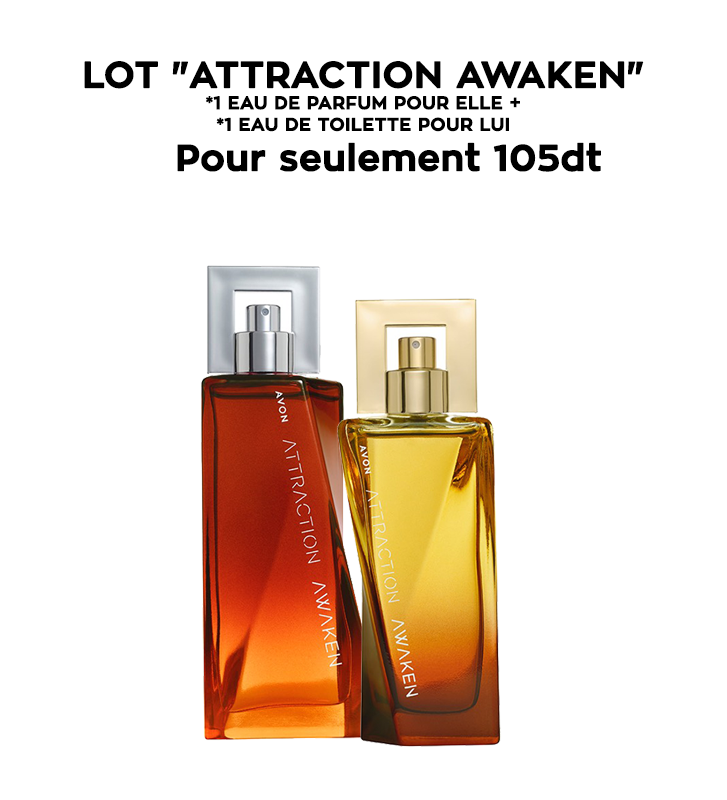 LOT "ATTRACTION AWAKEN"
*1 EAU DE PARFUM POUR ELLE +
*1 EAU DE TOILETTE POUR LUI
Pour seulement 105dt
AVON
ATTRACTION AWAKEN
AVON
ATTRACTION AWAKEN